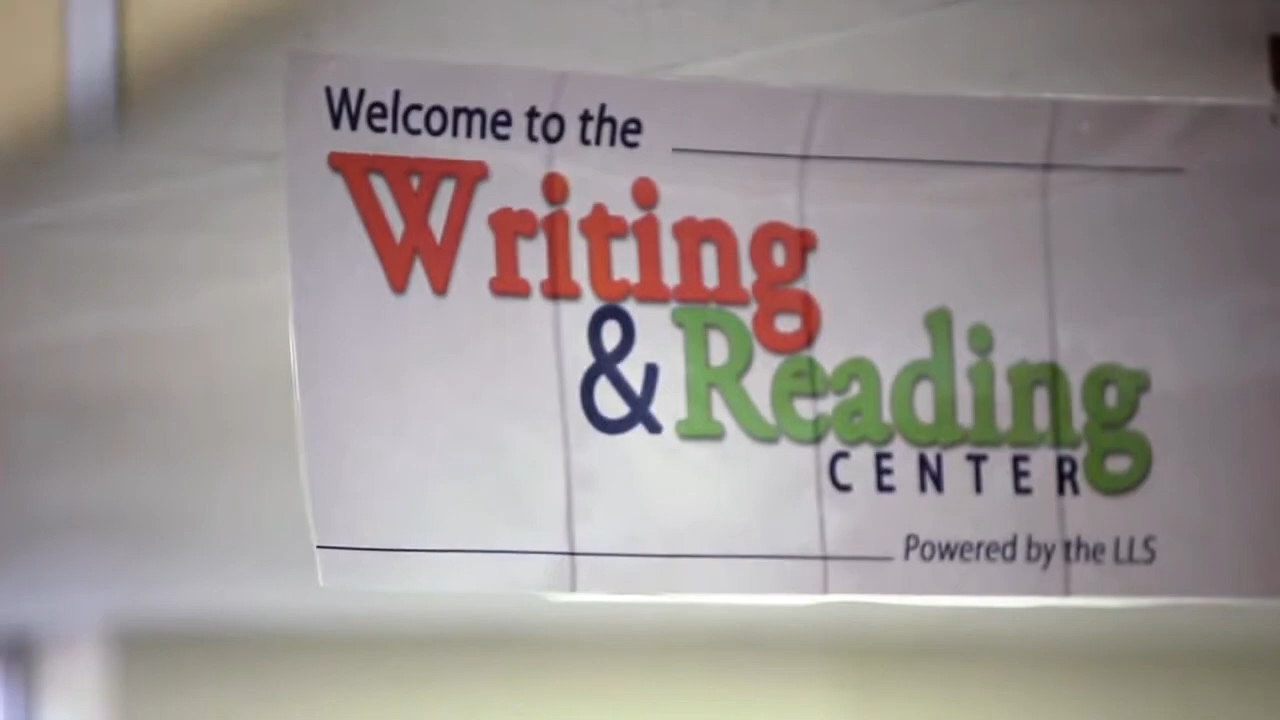 Welcome to the
Writing
& Reading
CENTER
Powered by the LLS